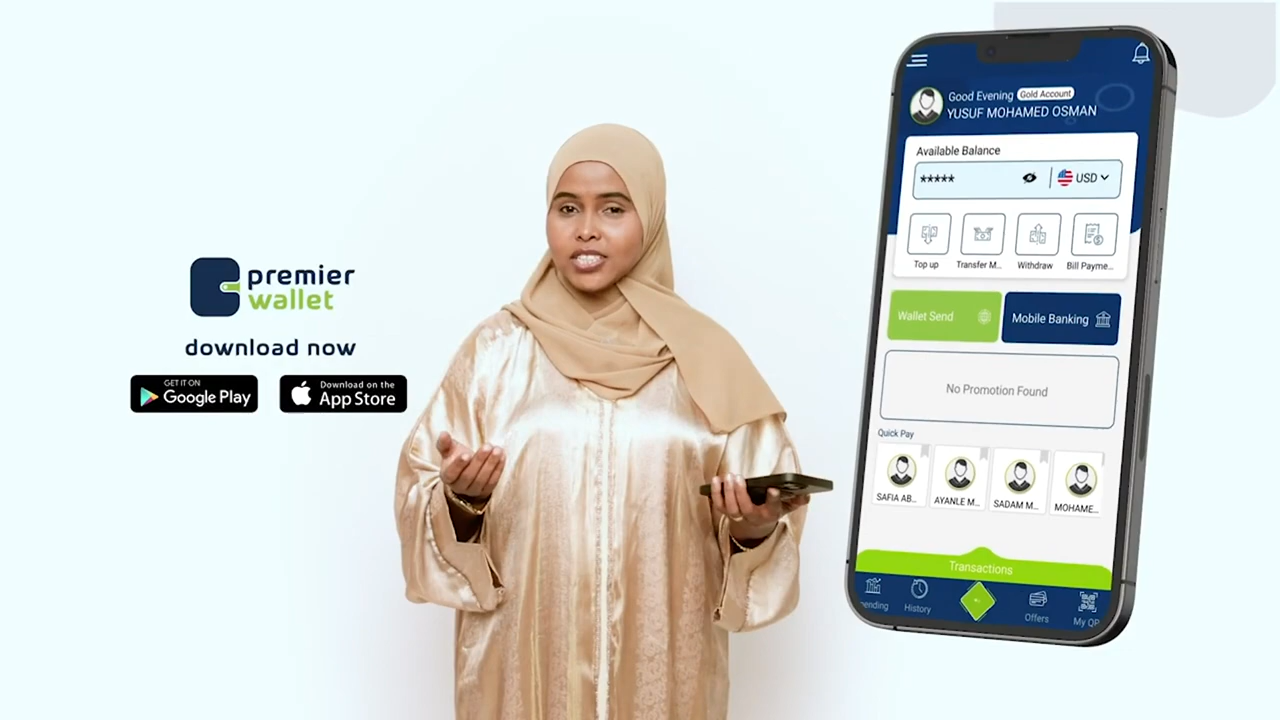 premier
wallet
download now
GET IT ON
Google Play
Download on the
App Store
Good Evening Gold Account
YUSUF MOHAMED OSMAN
Available Balance
***** USD
Top up Transfer M... Withdraw Bill Payme...
Wallet Send Mobile Banking
No Promotion Found
Quick Pay
SAFIA AB... AYANLE M... SADAM M... MOHAME...
Transactions
ending History Offers My QR